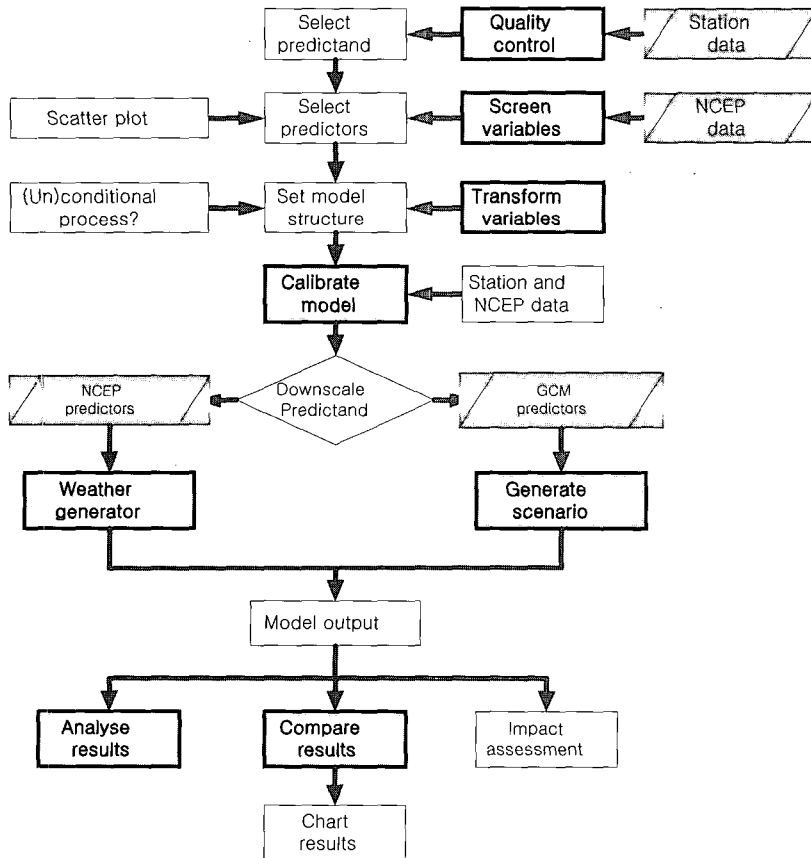 Select
predictand
Quality
control
Station
data
Scatter plot
Select
predictors
Screen
variables
NCEP
data
(Un)conditional
process?
Set model
structure
Transform
variables
Calibrate
model
Station and
NCEP data
NCEP
predictors
Downscale
Predictand
GCM
predictors
Weather
generator
Generate
scenario
Model output
Analyse
results
Compare
results
Impact
assessment
Chart
results